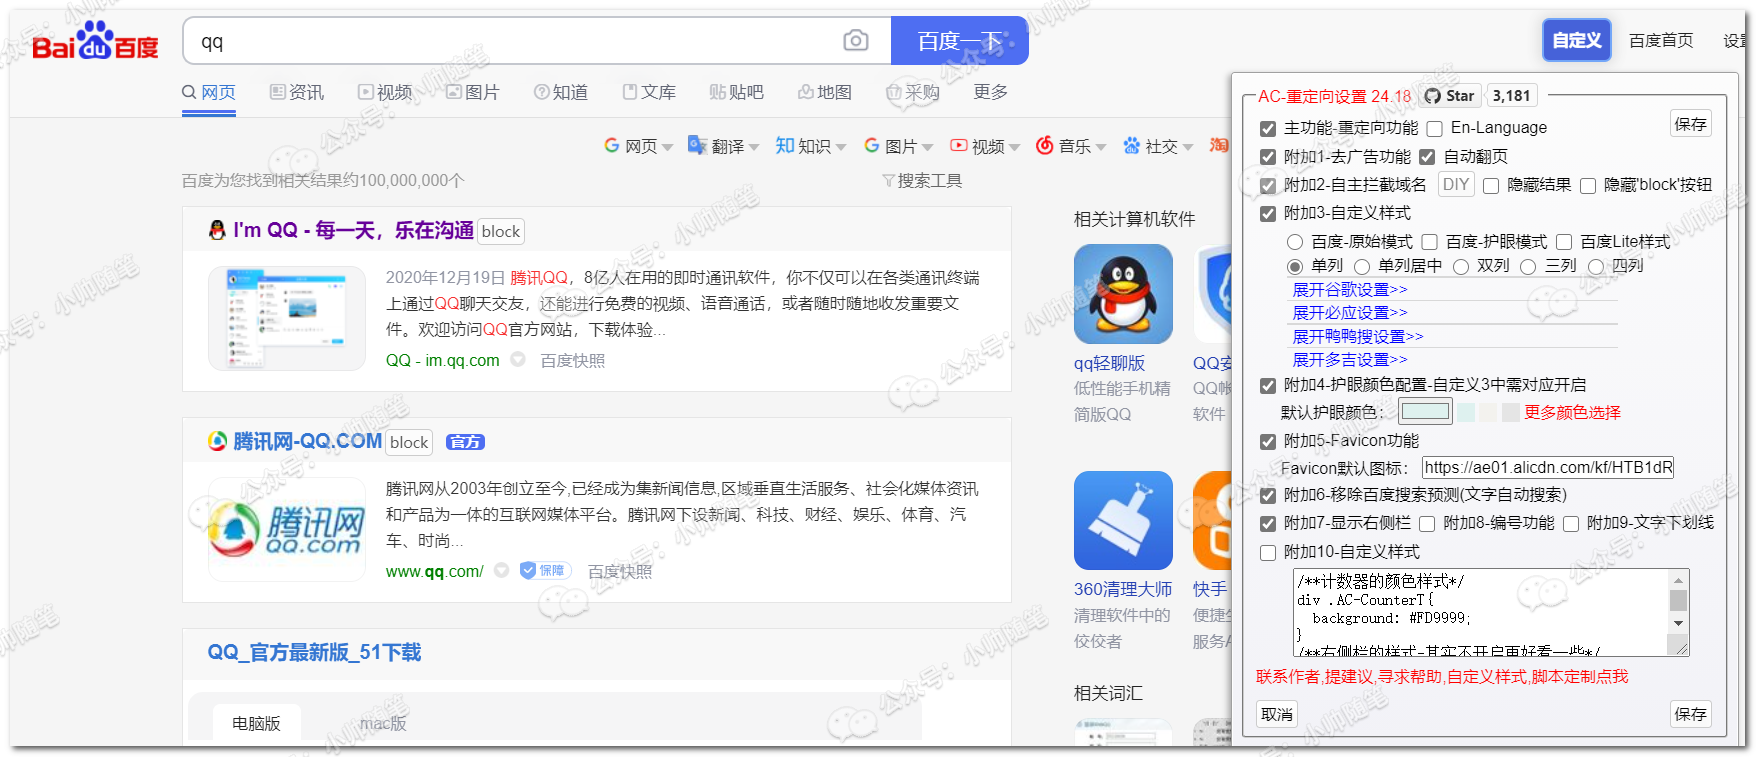 Bai du 百度
qq
百度一下
自定义
百度首页
网页 资讯 视频 图片 知道 文库 贴吧 地图 采购 更多
网页 翻译 知识 图片 视频 音乐 社交 淘
百度为您找到相关结果约100,000,000个
搜索工具
I'm QQ - 每一天，乐在沟通 block
2020年12月19日 腾讯QQ，8亿人在用的即时通讯软件，你不仅可以在各类通讯终端
上通过QQ聊天交友，还能进行免费的视频、语音通话，或者随时随地收发重要文
件。欢迎访问QQ官方网站，下载体验...
QQ - im.qq.com 百度快照
腾讯网-QQ.COM block 官方
腾讯网
QQ.com
腾讯网从2003年创立至今,已经成为集新闻信息,区域垂直生活服务、社会化媒体资讯
和产品为一体的互联网媒体平台。腾讯网下设新闻、科技、财经、娱乐、体育、汽
车、时尚...
www.qq.com/ 保障 百度快照
QQ_官方最新版_51下载
电脑版 mac版
相关计算机软件
qq轻聊版
低性能手机精
简版QQ
QQ安
QQ帐
软件
360清理大师
清理软件中的
佼佼者
快手
便捷生
服务A
相关词汇
AC-重定向设置 24.18 Star 3,181
主功能-重定向功能 En-Language 保存
附加1-去广告功能 自动翻页
附加2-自主拦截域名 DIY 隐藏结果 隐藏'block'按钮
附加3-自定义样式
百度-原始模式 百度-护眼模式 百度Lite样式
单列 单列居中 双列 三列 四列
展开谷歌设置>>
展开必应设置>>
展开鸭鸭搜设置>>
展开多吉设置>>
附加4-护眼颜色配置-自定义3中需对应开启
默认护眼颜色： 更多颜色选择
附加5-Favicon功能
Favicon默认图标： https://ae01.alicdn.com/kf/HTB1dR
附加6-移除百度搜索预测(文字自动搜索)
附加7-显示右侧栏 附加8-编号功能 附加9-文字下划线
附加10-自定义样式
/**计数器的颜色样式*/
div .AC-CounterT{
background: #FD9999;
}
/**右侧栏的样式-其实不开启更好看一些*/
联系作者,提建议,寻求帮助,自定义样式,脚本定制点我
取消 保存
公众号：小帅随笔